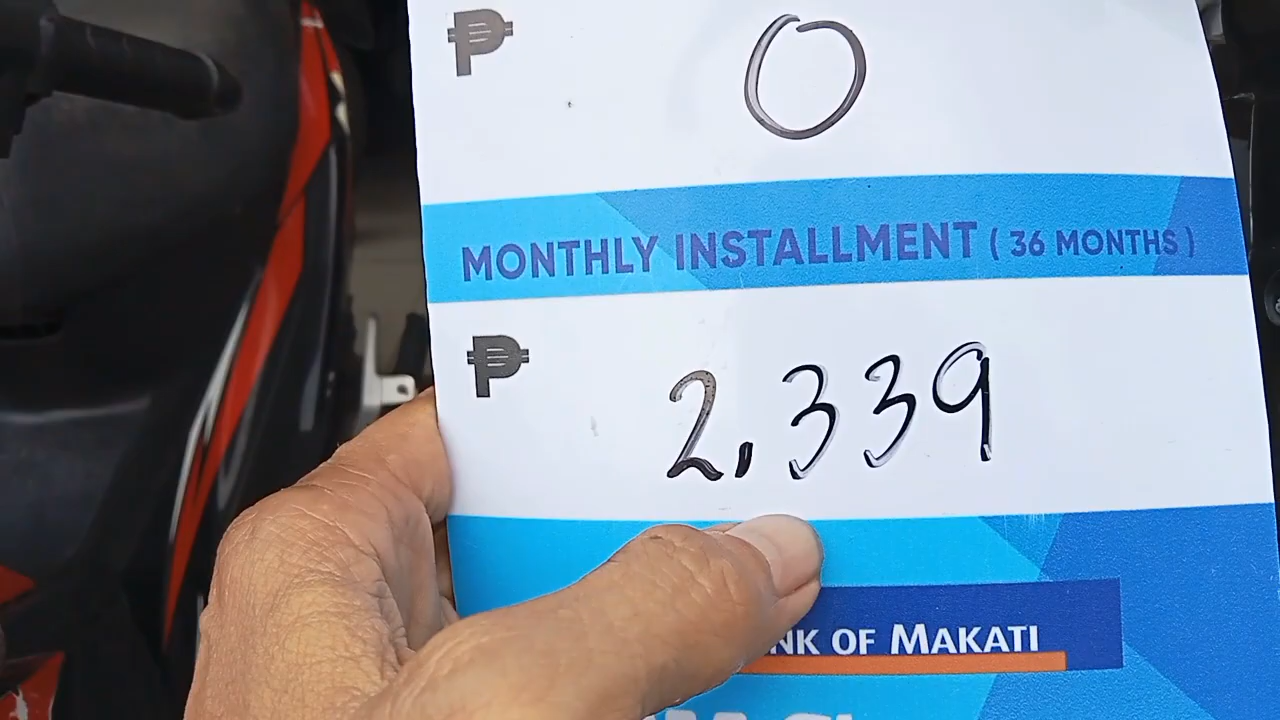 ₱ 0
MONTHLY INSTALLMENT ( 36 MONTHS )
₱ 2,339
NK OF MAKATI